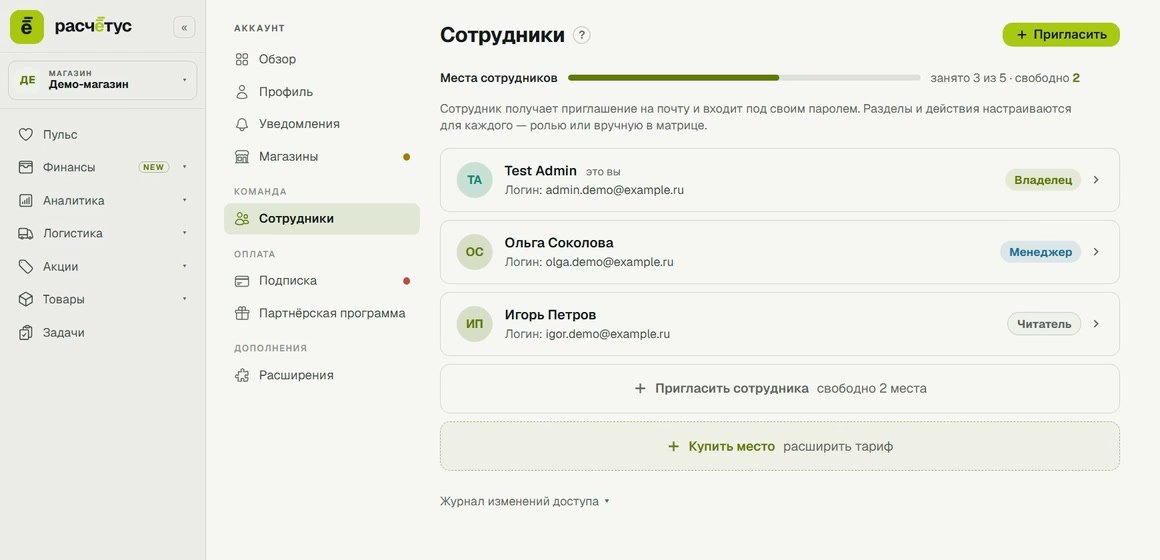 ё расчётус «
ДЕ МАГАЗИН
Демо-магазин
Пульс
Финансы NEW
Аналитика
Логистика
Акции
Товары
Задачи
АККАУНТ
Обзор
Профиль
Уведомления
Магазины
КОМАНДА
Сотрудники
ОПЛАТА
Подписка
Партнёрская программа
ДОПОЛНЕНИЯ
Расширения
Сотрудники ?
+ Пригласить
Места сотрудников занято 3 из 5 · свободно 2
Сотрудник получает приглашение на почту и входит под своим паролем. Разделы и действия настраиваются
для каждого — ролью или вручную в матрице.
TA Test Admin это вы
Логин: admin.demo@example.ru
Владелец
ОС Ольга Соколова
Логин: olga.demo@example.ru
Менеджер
ИП Игорь Петров
Логин: igor.demo@example.ru
Читатель
+ Пригласить сотрудника свободно 2 места
+ Купить место расширить тариф
Журнал изменений доступа